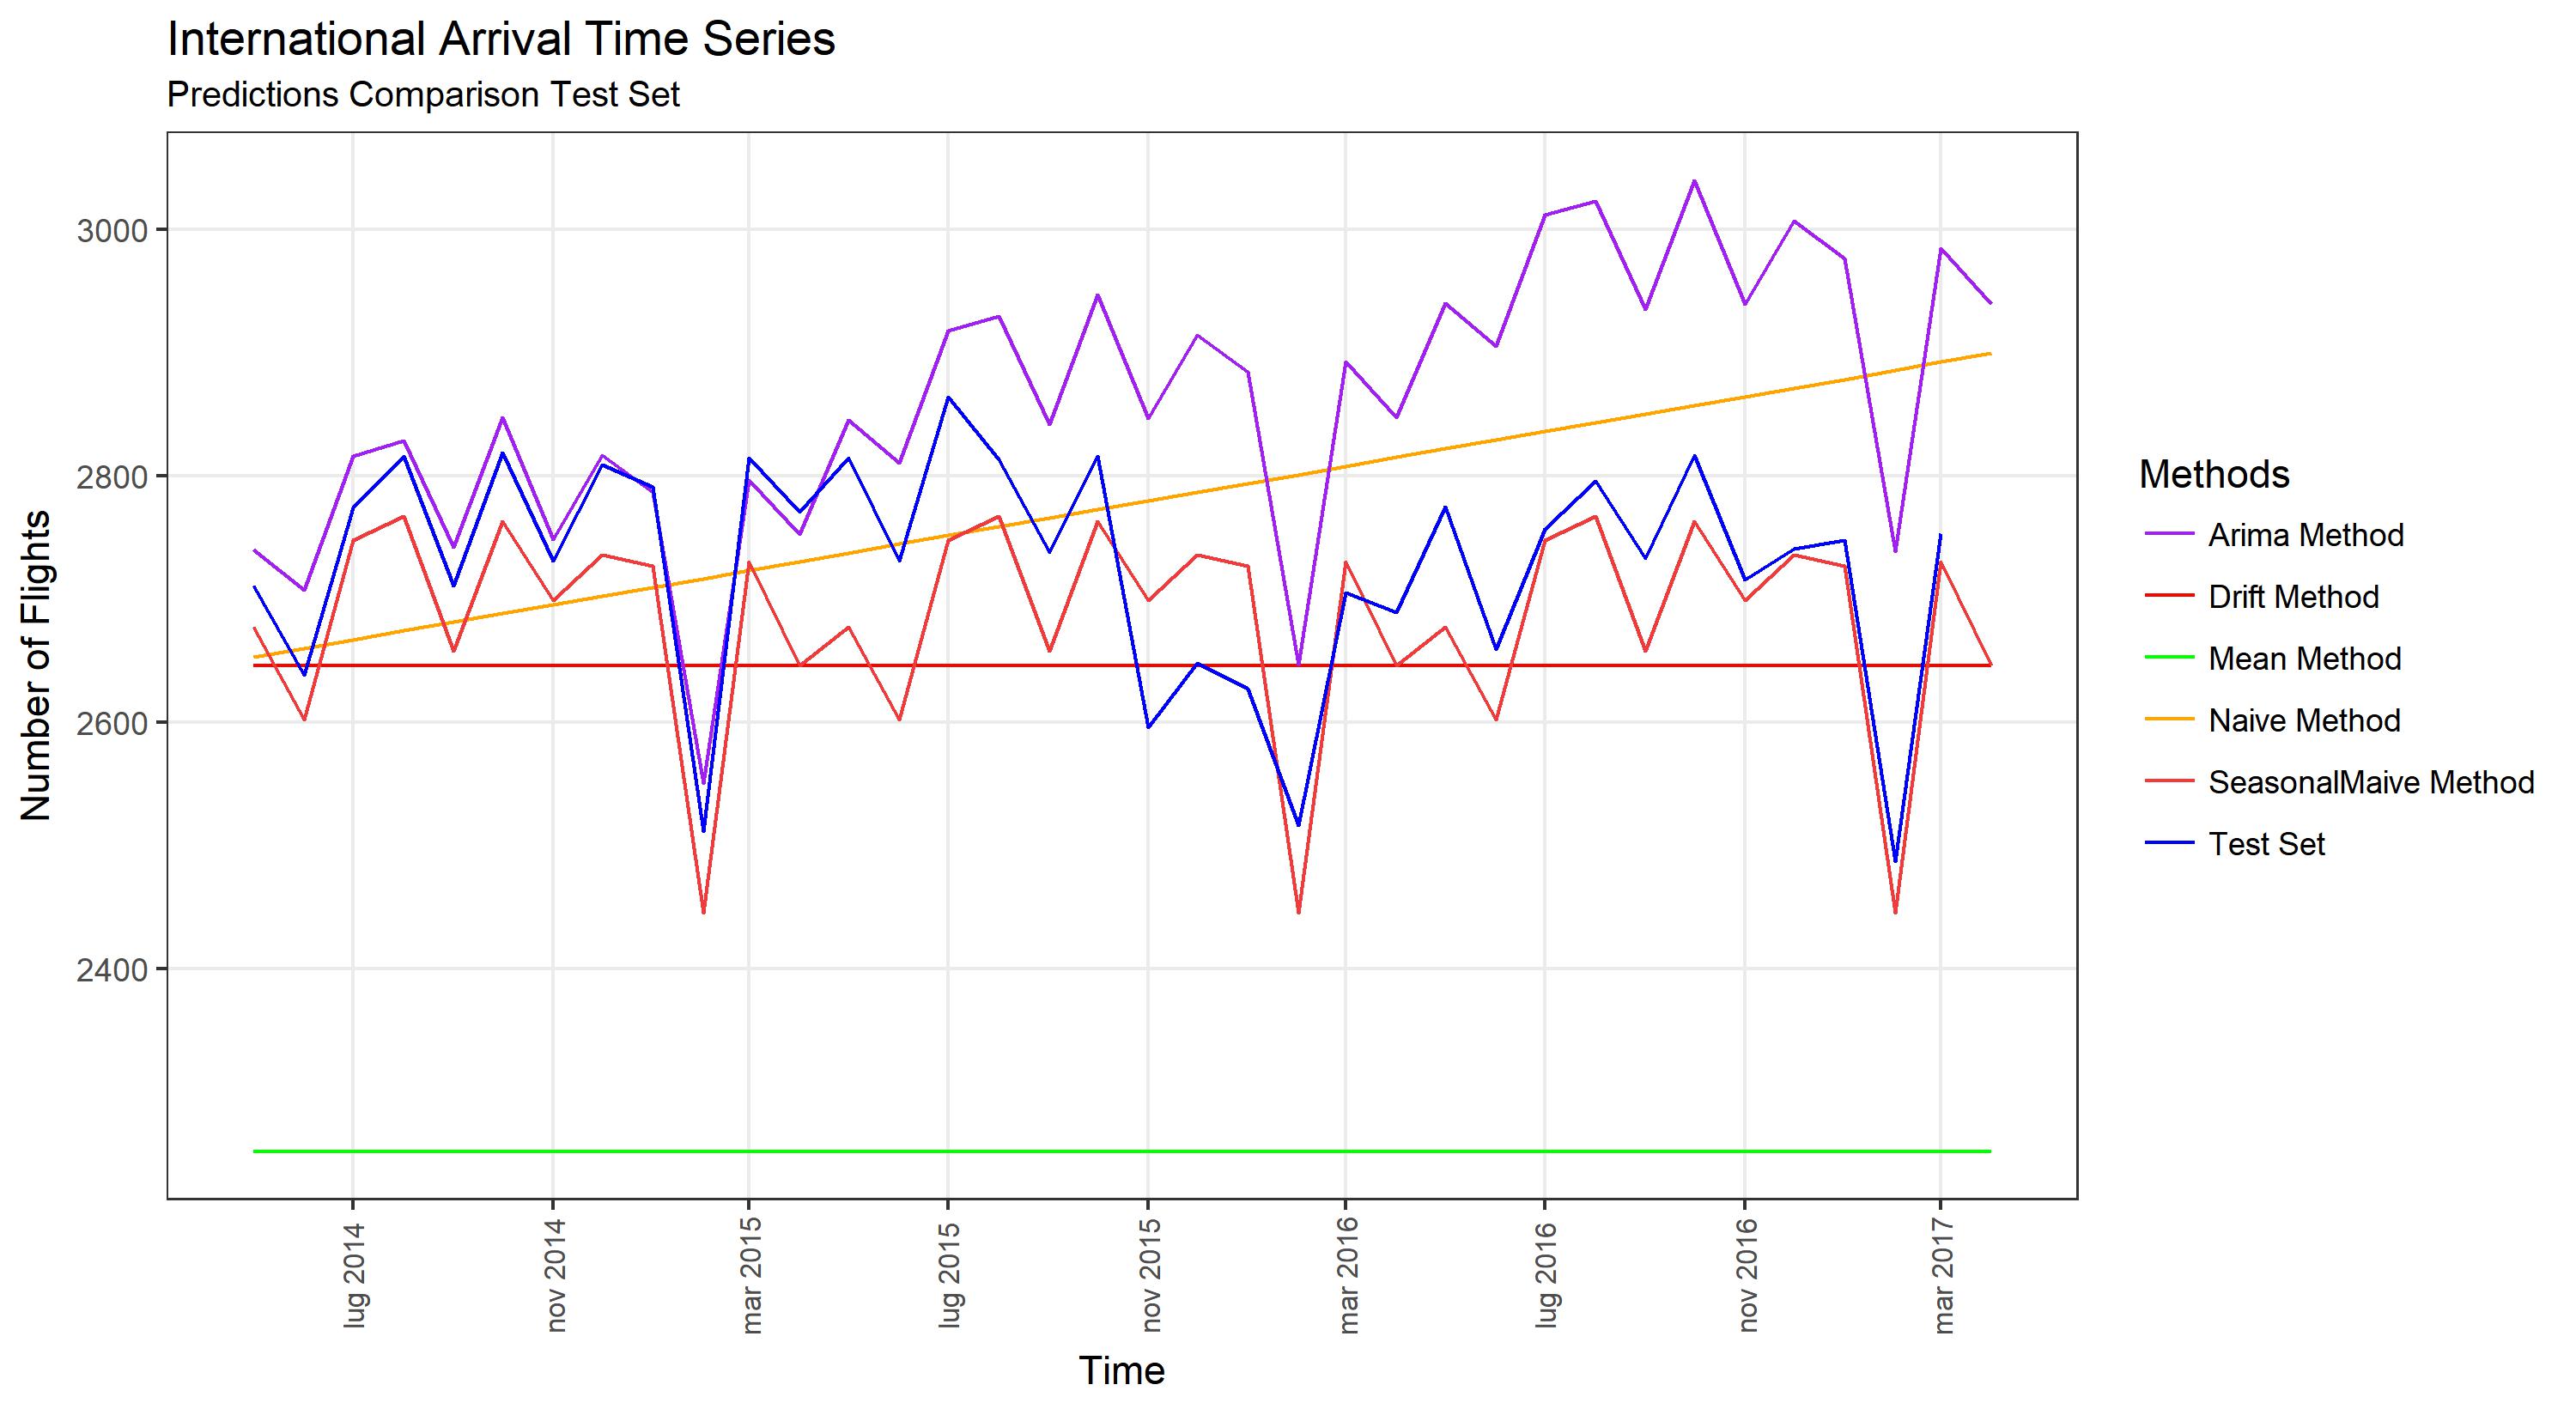 International Arrival Time Series
Predictions Comparison Test Set
Number of Flights
3000
2800
2600
2400
lug 2014
nov 2014
mar 2015
lug 2015
nov 2015
mar 2016
lug 2016
nov 2016
mar 2017
Time
Methods
Arima Method
Drift Method
Mean Method
Naive Method
SeasonalMaive Method
Test Set